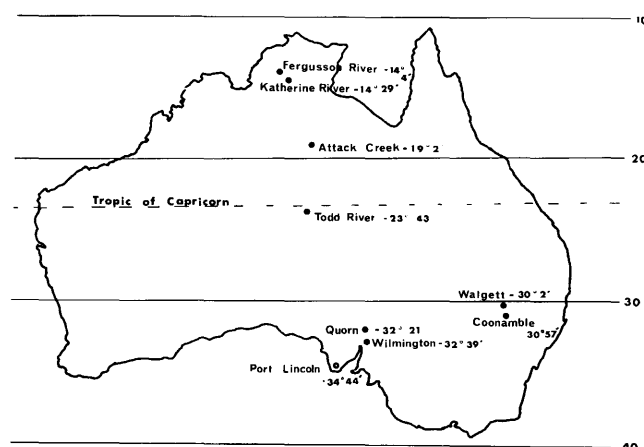 10
Fergusson River -14° 4′
Katherine River -14° 29′
Attack Creek -19° 2
20
Tropic of Capricorn
Todd River -23° 43
Walgett - 30° 2′
30
Coonamble
30° 57′
Quorn -32° 21
Wilmington -32° 39′
Port Lincoln
-34° 44′
40